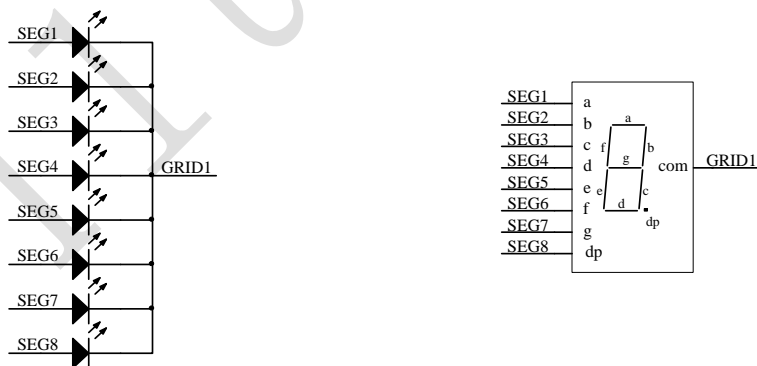 SEG1
SEG2
SEG3
SEG4
SEG5
SEG6
SEG7
SEG8
GRID1
SEG1 a
SEG2 b
SEG3 c
SEG4 d
SEG5 e
SEG6 f
SEG7 g
SEG8 dp
a
f b
g
e c
d
dp
com GRID1